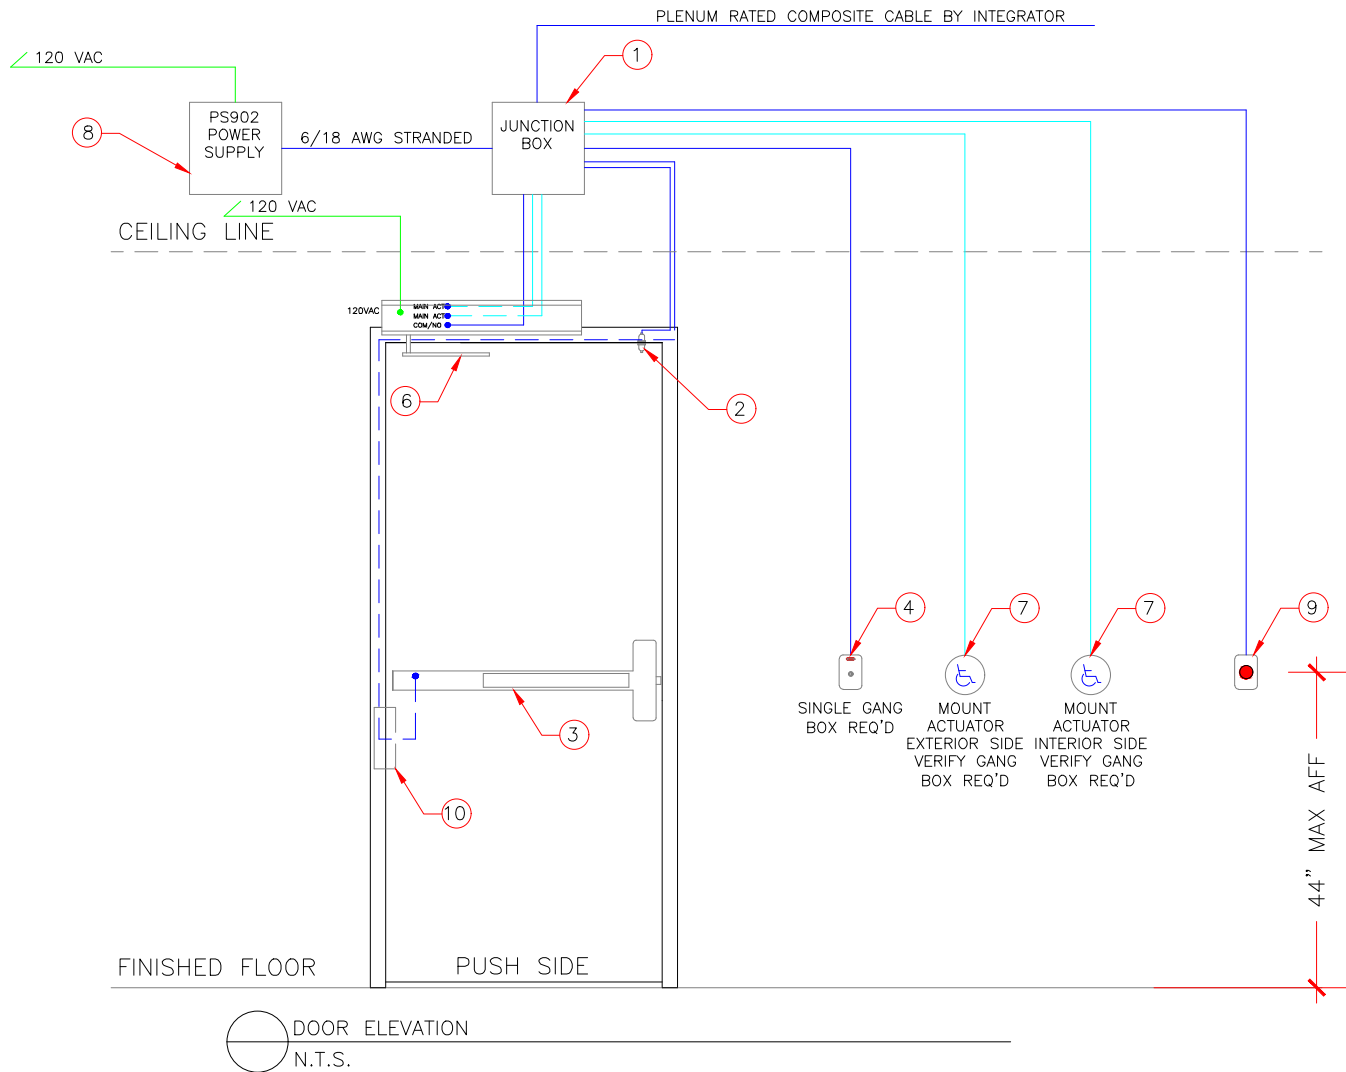 PLENUM RATED COMPOSITE CABLE BY INTEGRATOR
120 VAC
1
PS902
POWER
SUPPLY
8
6/18 AWG STRANDED
JUNCTION
BOX
120 VAC
CEILING LINE
120VAC
MAIN ACT
MAIN ACT
COM/NO
6
2
4
7
7
9
SINGLE GANG
BOX REQ'D
MOUNT
ACTUATOR
EXTERIOR SIDE
VERIFY GANG
BOX REQ'D
MOUNT
ACTUATOR
INTERIOR SIDE
VERIFY GANG
BOX REQ'D
3
10
44" MAX AFF
FINISHED FLOOR
PUSH SIDE
DOOR ELEVATION
N.T.S.